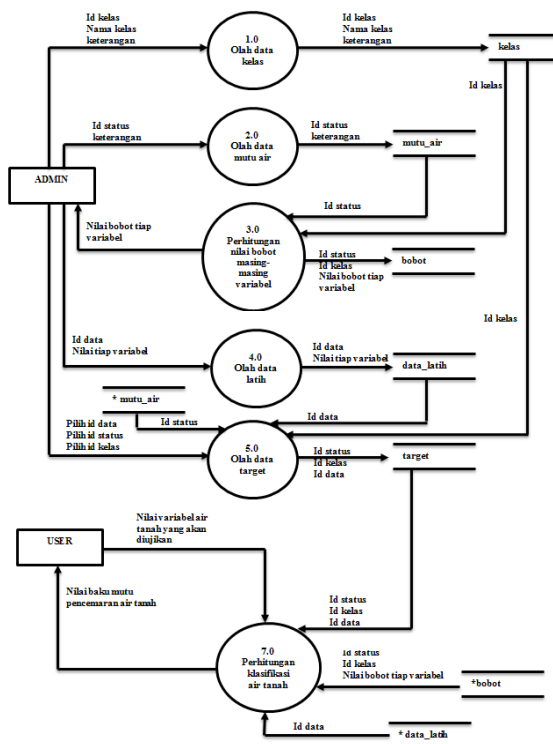 Id kelas
Nama kelas
keterangan
1.0
Olah data
kelas
Id kelas
Nama kelas
keterangan
kelas
Id kelas
Id status
keterangan
2.0
Olah data
mutu air
Id status
keterangan
mutu_air
ADMIN
Id status
Nilai bobot tiap
variabel
3.0
Perhitungan
nilai bobot
masing-
masing
variabel
Id status
Id kelas
Nilai bobot tiap
variabel
bobot
Id kelas
Id data
Nilai tiap variabel
4.0
Olah data
latih
Id data
Nilai tiap variabel
data_latih
* mutu_air
Id status
Id data
Pilih id data
Pilih id status
Pilih id kelas
5.0
Olah data
target
Id status
Id kelas
Id data
target
Nilai variabel air
tanah yang akan
diujikan
USER
Nilai baku mutu
pencemaran air tanah
Id status
Id kelas
Id data
7.0
Perhitungan
klasifikasi
air tanah
Id status
Id kelas
Nilai bobot tiap variabel
*bobot
Id data
* data_latih